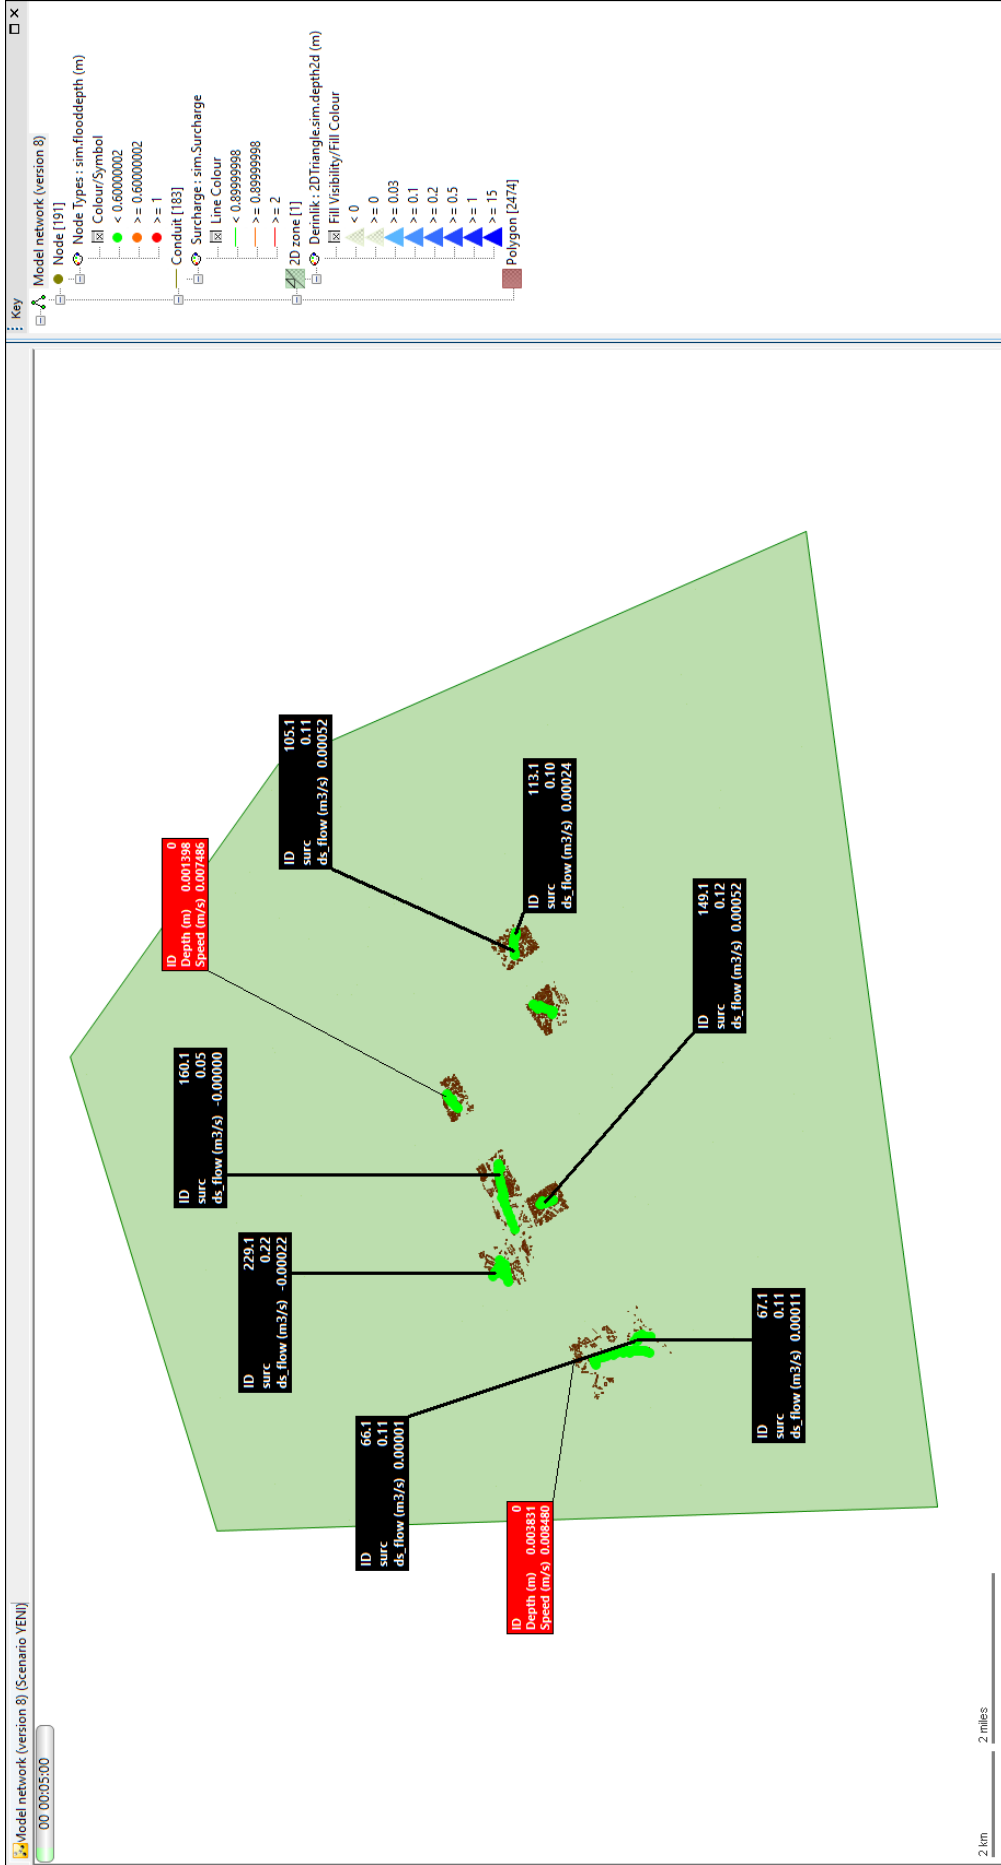 Model network (version 8) (Scenario YENI)
00 00:05:00
ID 66.1
surc 0.11
ds_flow (m3/s) 0.00001
ID 229.1
surc 0.22
ds_flow (m3/s) -0.00022
ID 160.1
surc 0.05
ds_flow (m3/s) -0.00000
ID 0
Depth (m) 0.001398
Speed (m/s) 0.007486
ID 105.1
surc 0.11
ds_flow (m3/s) 0.00052
ID 113.1
surc 0.10
ds_flow (m3/s) 0.00024
ID 0
Depth (m) 0.003831
Speed (m/s) 0.008480
ID 149.1
surc 0.12
ds_flow (m3/s) 0.00052
ID 67.1
surc 0.11
ds_flow (m3/s) 0.00011
2 km
2 miles
Key
Model network (version 8)
Node [191]
Node Types : sim.flooddepth (m)
Colour/Symbol
< 0.60000002
>= 0.60000002
>= 1
Conduit [183]
Surcharge : sim.Surcharge
Line Colour
< 0.89999998
>= 0.89999998
>= 2
2D zone [1]
Derinlik : 2DTriangle.sim.depth2d (m)
Fill Visibility/Fill Colour
< 0
>= 0
>= 0.03
>= 0.1
>= 0.2
>= 0.5
>= 1
>= 15
Polygon [2474]